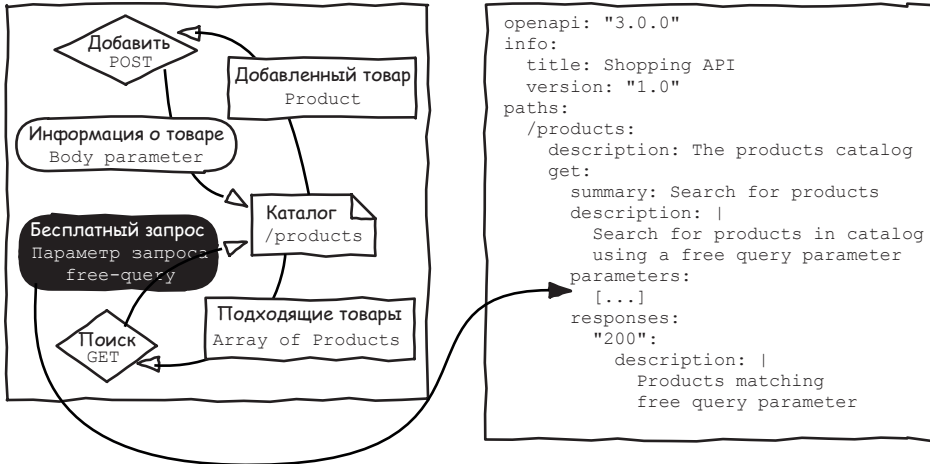 Добавить
POST
Добавленный товар
Product
Информация о товаре
Body parameter
Каталог
/products
Бесплатный запрос
Параметр запроса
free-query
Подходящие товары
Array of Products
Поиск
GET
openapi: "3.0.0"
info:
  title: Shopping API
  version: "1.0"
paths:
  /products:
    description: The products catalog
    get:
      summary: Search for products
      description: |
        Search for products in catalog
        using a free query parameter
      parameters:
        [...]
      responses:
        "200":
          description: |
            Products matching
            free query parameter